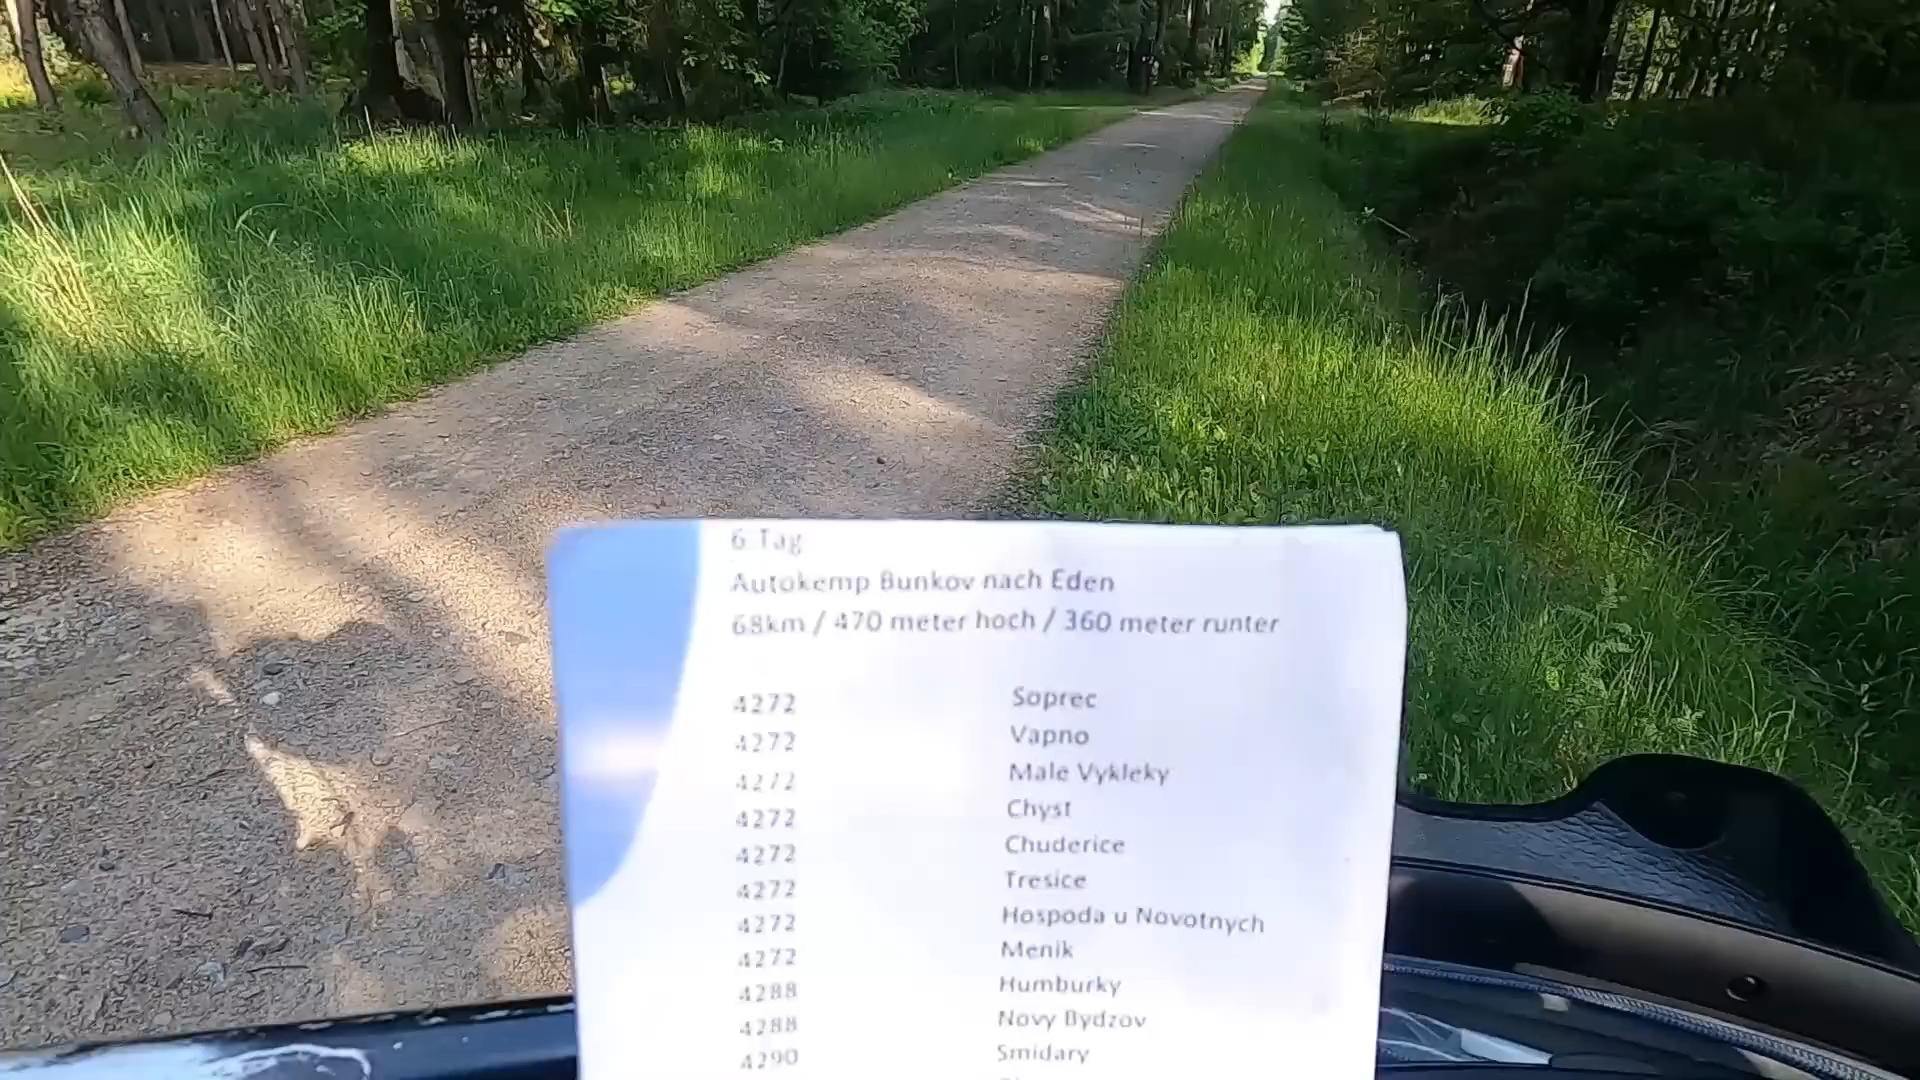 6.Tag
Autokemp Bunkov nach Eden
68km / 470 meter hoch / 360 meter runter
4272 Soprec
4272 Vapno
4272 Male Vykleky
4272 Chyst
4272 Chuderice
4272 Tresice
4272 Hospoda u Novotnych
4272 Menik
4288 Humburky
4288 Novy Bydzov
4290 Smidary